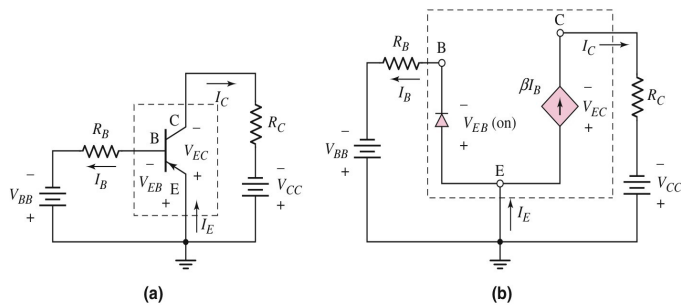 C
I_C
R_B
B
−
V_EC
+
R_C
I_B
−
V_EB
+
E
−
V_BB
+
−
V_CC
+
I_E
(a)
C
I_C
R_B
B
I_B
βI_B
−
V_EC
+
R_C
−
V_EB (on)
+
−
V_BB
+
E
−
V_CC
+
I_E
(b)